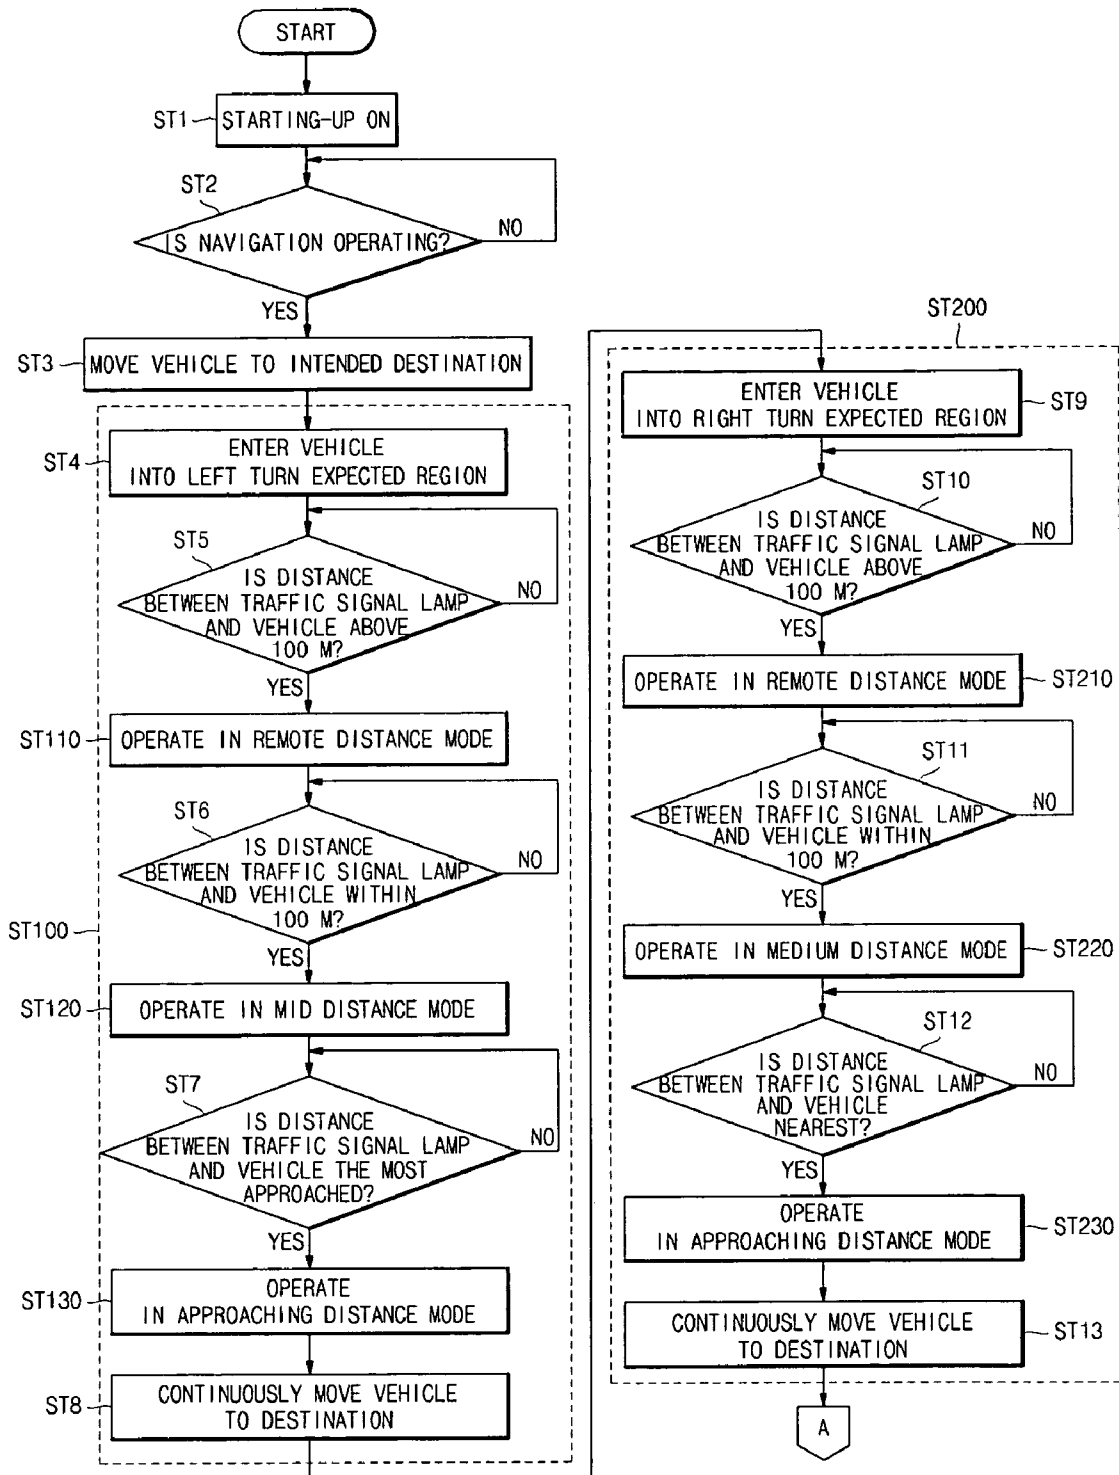 START
ST1
STARTING-UP ON
ST2
IS NAVIGATION OPERATING?
NO
YES
ST3
MOVE VEHICLE TO INTENDED DESTINATION
ST4
ENTER VEHICLE
INTO LEFT TURN EXPECTED REGION
ST5
IS DISTANCE
BETWEEN TRAFFIC SIGNAL LAMP
AND VEHICLE ABOVE
100 M?
NO
YES
ST110
OPERATE IN REMOTE DISTANCE MODE
ST6
IS DISTANCE
BETWEEN TRAFFIC SIGNAL LAMP
AND VEHICLE WITHIN
100 M?
NO
YES
ST100
ST120
OPERATE IN MID DISTANCE MODE
ST7
IS DISTANCE
BETWEEN TRAFFIC SIGNAL LAMP
AND VEHICLE THE MOST
APPROACHED?
NO
YES
ST130
OPERATE
IN APPROACHING DISTANCE MODE
ST8
CONTINUOUSLY MOVE VEHICLE
TO DESTINATION
ST200
ENTER VEHICLE
INTO RIGHT TURN EXPECTED REGION
ST9
ST10
IS DISTANCE
BETWEEN TRAFFIC SIGNAL LAMP
AND VEHICLE ABOVE
100 M?
NO
YES
OPERATE IN REMOTE DISTANCE MODE
ST210
ST11
IS DISTANCE
BETWEEN TRAFFIC SIGNAL LAMP
AND VEHICLE WITHIN
100 M?
NO
YES
OPERATE IN MEDIUM DISTANCE MODE
ST220
ST12
IS DISTANCE
BETWEEN TRAFFIC SIGNAL LAMP
AND VEHICLE
NEAREST?
NO
YES
OPERATE
IN APPROACHING DISTANCE MODE
ST230
CONTINUOUSLY MOVE VEHICLE
TO DESTINATION
ST13
A